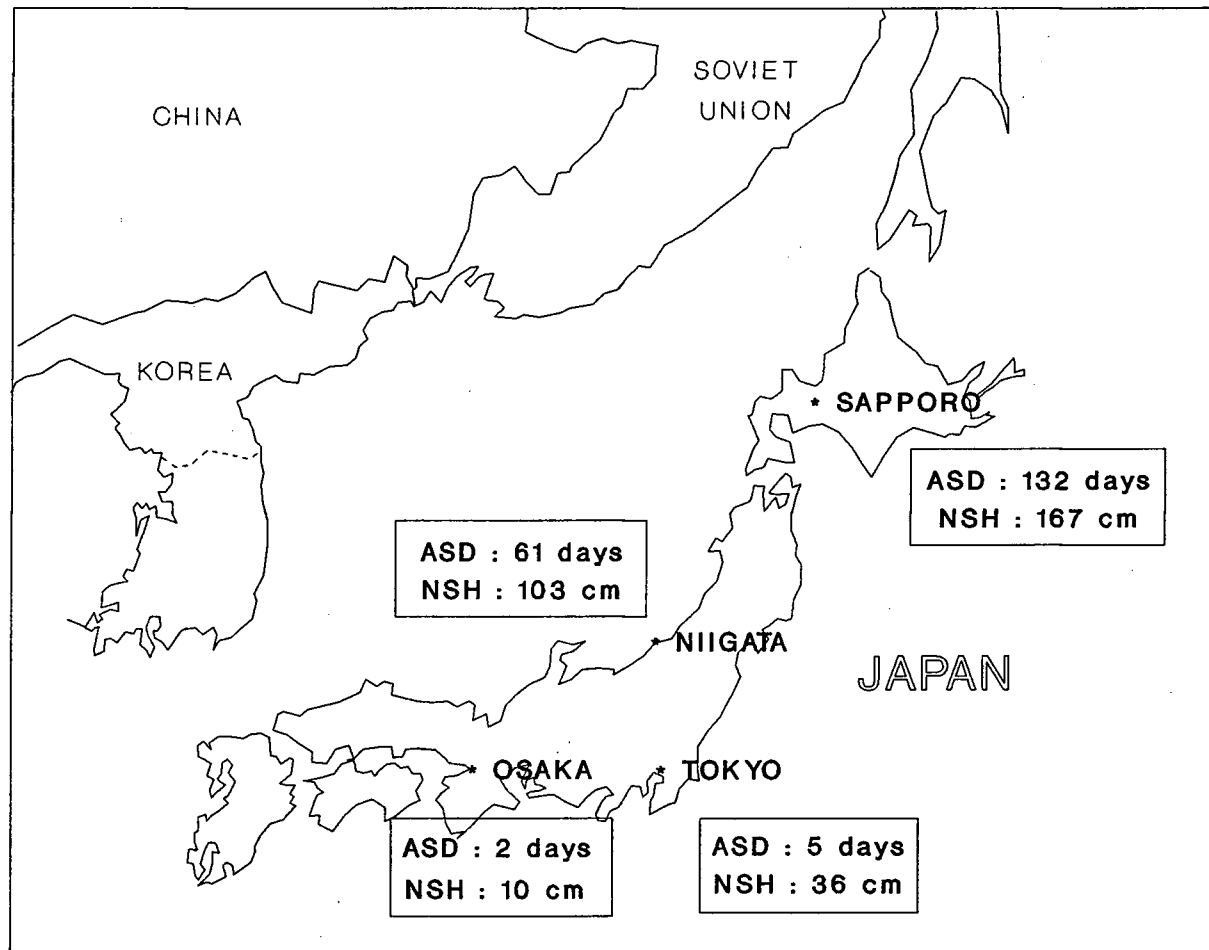 CHINA
SOVIET
UNION
KOREA
* SAPPORO
ASD : 132 days
NSH : 167 cm
ASD : 61 days
NSH : 103 cm
* NIIGATA
JAPAN
* OSAKA
* TOKYO
ASD : 2 days
NSH : 10 cm
ASD : 5 days
NSH : 36 cm